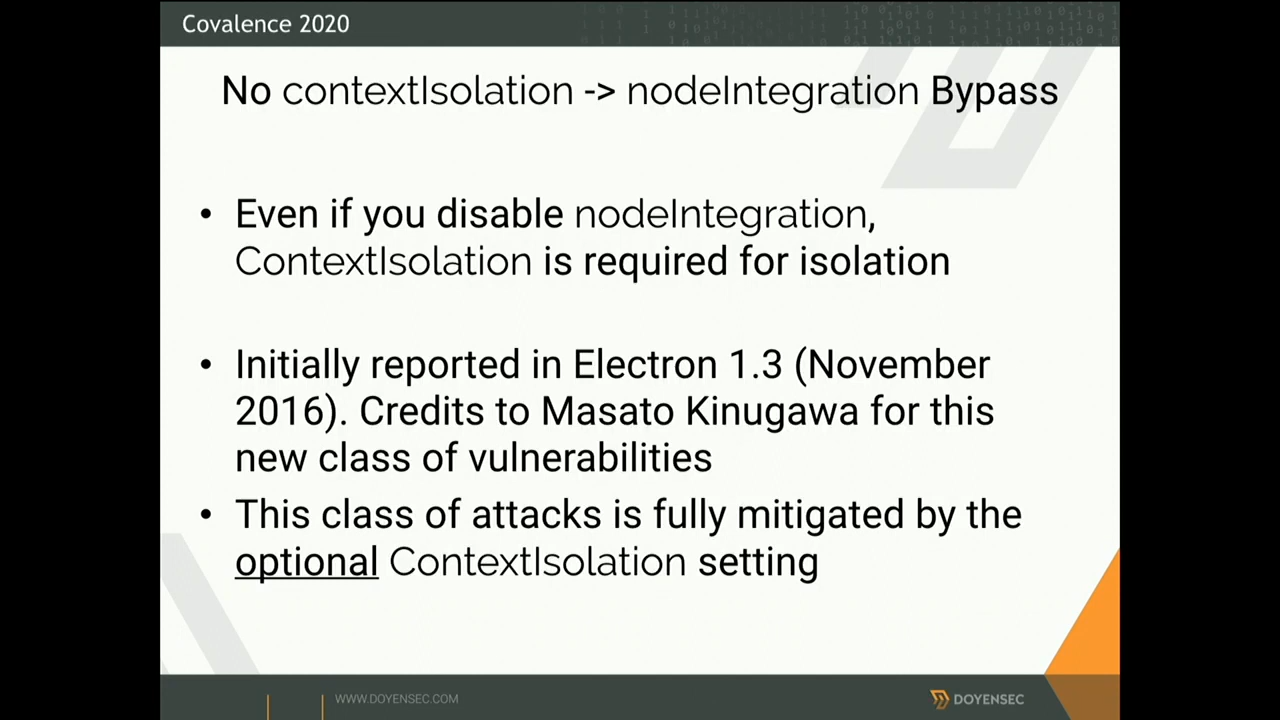 Covalence 2020
No contextIsolation -> nodeIntegration Bypass
• Even if you disable nodeIntegration,
ContextIsolation is required for isolation
• Initially reported in Electron 1.3 (November
2016). Credits to Masato Kinugawa for this
new class of vulnerabilities
• This class of attacks is fully mitigated by the
optional ContextIsolation setting
WWW.DOYENSEC.COM
DOYENSEC